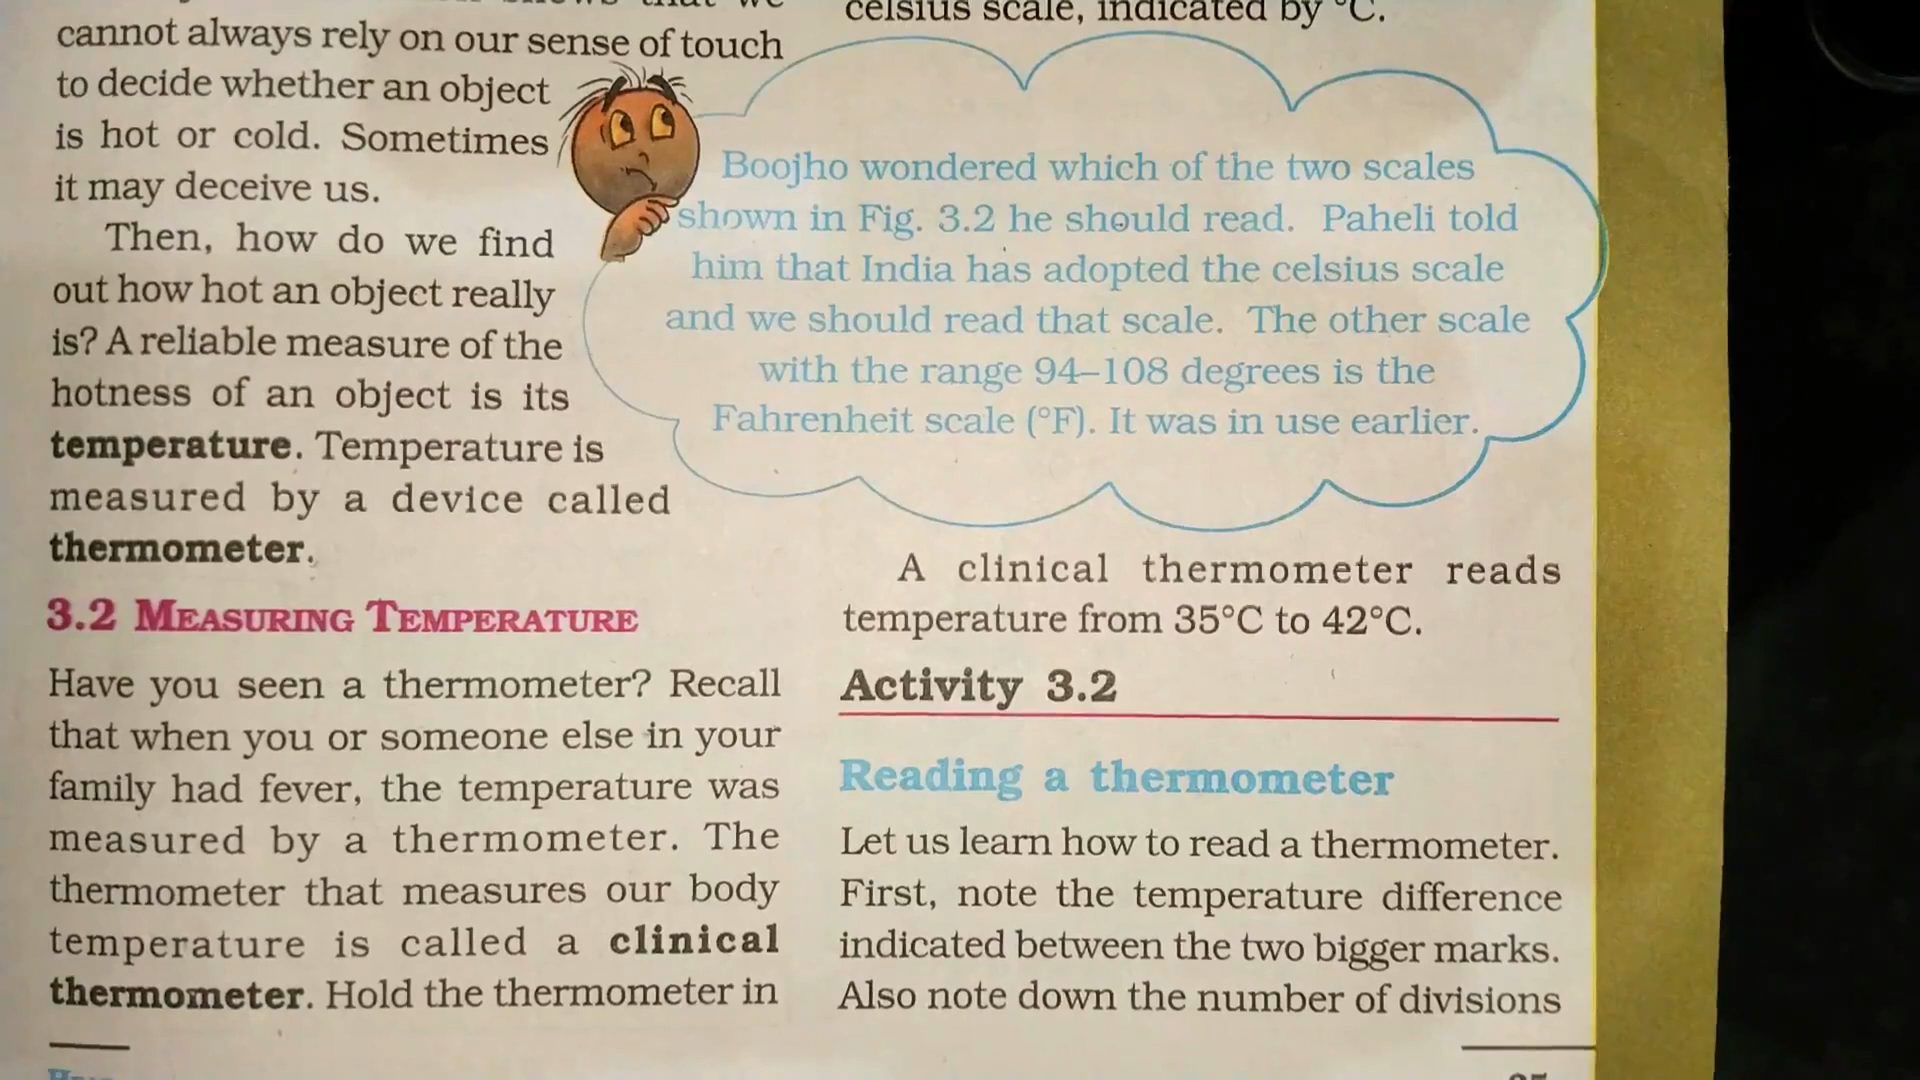 cannot always rely on our sense of touch
to decide whether an object
is hot or cold. Sometimes
it may deceive us.
Then, how do we find
out how hot an object really
is? A reliable measure of the
hotness of an object is its
temperature. Temperature is
measured by a device called
thermometer.
3.2 MEASURING TEMPERATURE
Have you seen a thermometer? Recall
that when you or someone else in your
family had fever, the temperature was
measured by a thermometer. The
thermometer that measures our body
temperature is called a clinical
thermometer. Hold the thermometer in
celsius scale, indicated by °C.
Boojho wondered which of the two scales
shown in Fig. 3.2 he should read. Paheli told
him that India has adopted the celsius scale
and we should read that scale. The other scale
with the range 94–108 degrees is the
Fahrenheit scale (°F). It was in use earlier.
A clinical thermometer reads
temperature from 35°C to 42°C.
Activity 3.2
Reading a thermometer
Let us learn how to read a thermometer.
First, note the temperature difference
indicated between the two bigger marks.
Also note down the number of divisions